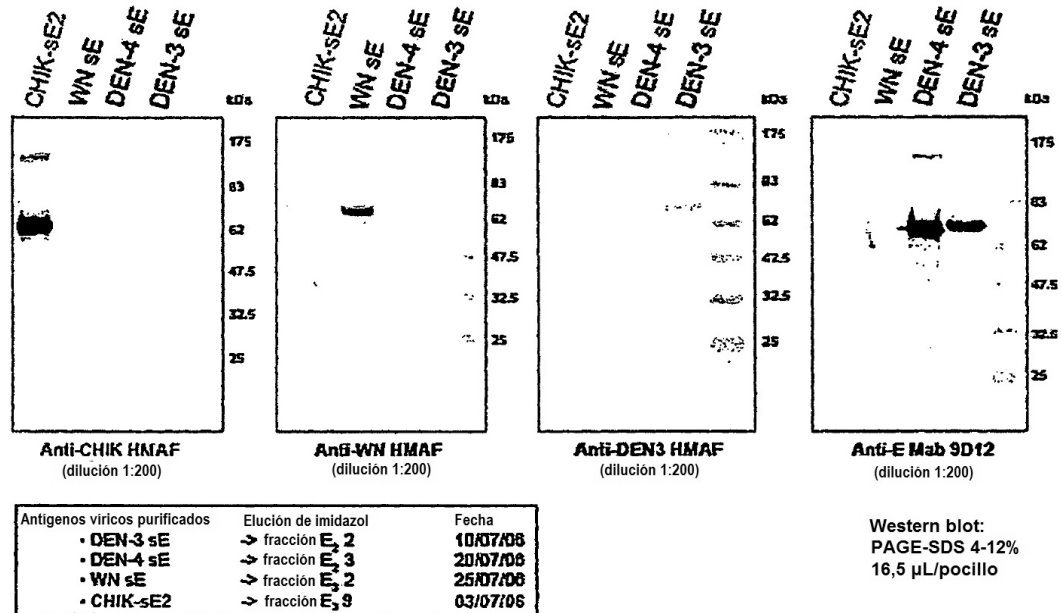 CHIK-sE2 WN sE DEN-4 sE DEN-3 sE
kDa
175
83
62
47.5
32.5
25
Anti-CHIK HMAF
(dilución 1:200)
CHIK-sE2 WN sE DEN-4 sE DEN-3 sE
kDa
175
83
62
47.5
32.5
25
Anti-WN HMAF
(dilución 1:200)
CHIK-sE2 WN sE DEN-4 sE DEN-3 sE
kDa
175
83
62
47.5
32.5
25
Anti-DEN3 HMAF
(dilución 1:200)
CHIK-sE2 WN sE DEN-4 sE DEN-3 sE
kDa
175
83
62
47.5
32.5
25
Anti-E Mab 9D12
(dilución 1:200)
Antígenos víricos purificados Elución de imidazol Fecha
• DEN-3 sE -> fracción 2 10/07/06
• DEN-4 sE -> fracción 3 20/07/06
• WN sE -> fracción 2 25/07/06
• CHIK-sE2 -> fracción 9 03/07/06
Western blot:
PAGE-SDS 4-12%
16,5 µL/pocillo